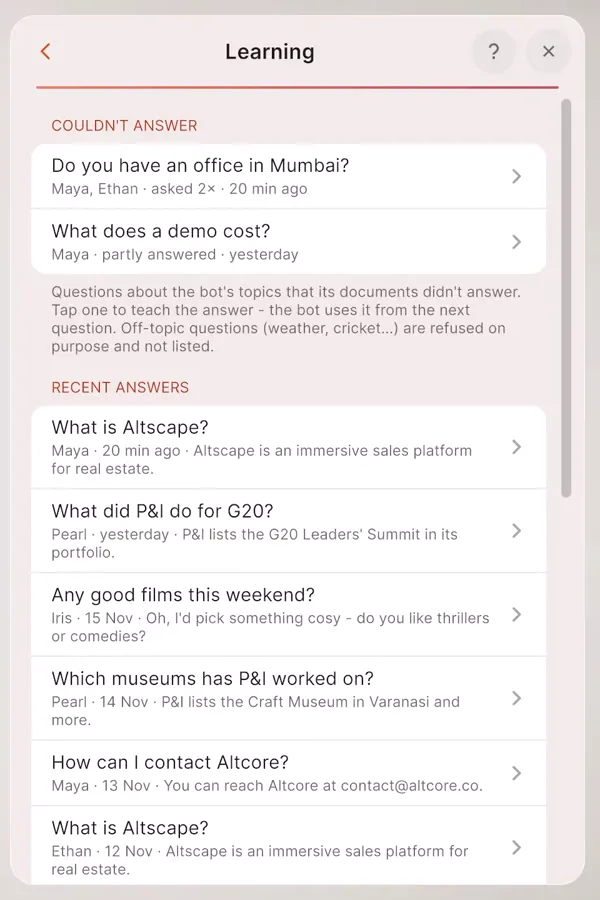 Learning
?
×
COULDN'T ANSWER
Do you have an office in Mumbai?
Maya, Ethan · asked 2× · 20 min ago
What does a demo cost?
Maya · partly answered · yesterday
Questions about the bot's topics that its documents didn't answer.
Tap one to teach the answer - the bot uses it from the next
question. Off-topic questions (weather, cricket...) are refused on
purpose and not listed.
RECENT ANSWERS
What is Altscape?
Maya · 20 min ago · Altscape is an immersive sales platform
for real estate.
What did P&I do for G20?
Pearl · yesterday · P&I lists the G20 Leaders' Summit in its
portfolio.
Any good films this weekend?
Iris · 15 Nov · Oh, I'd pick something cosy - do you like thrillers
or comedies?
Which museums has P&I worked on?
Pearl · 14 Nov · P&I lists the Craft Museum in Varanasi and
more.
How can I contact Altcore?
Maya · 13 Nov · You can reach Altcore at contact@altcore.co.
What is Altscape?
Ethan · 12 Nov · Altscape is an immersive sales platform for
real estate.